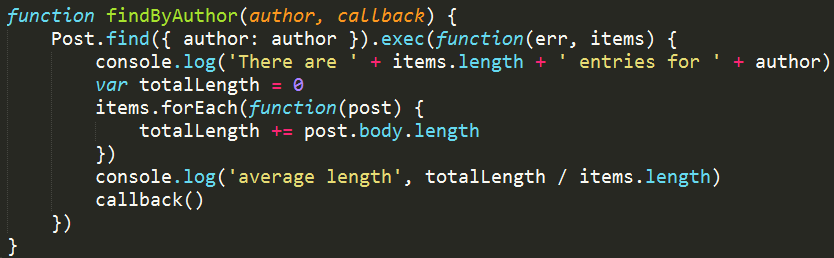 function findByAuthor(author, callback) {
    Post.find({ author: author }).exec(function(err, items) {
        console.log('There are ' + items.length + ' entries for ' + author)
        var totalLength = 0
        items.forEach(function(post) {
            totalLength += post.body.length
        })
        console.log('average length', totalLength / items.length)
        callback()
    })
}